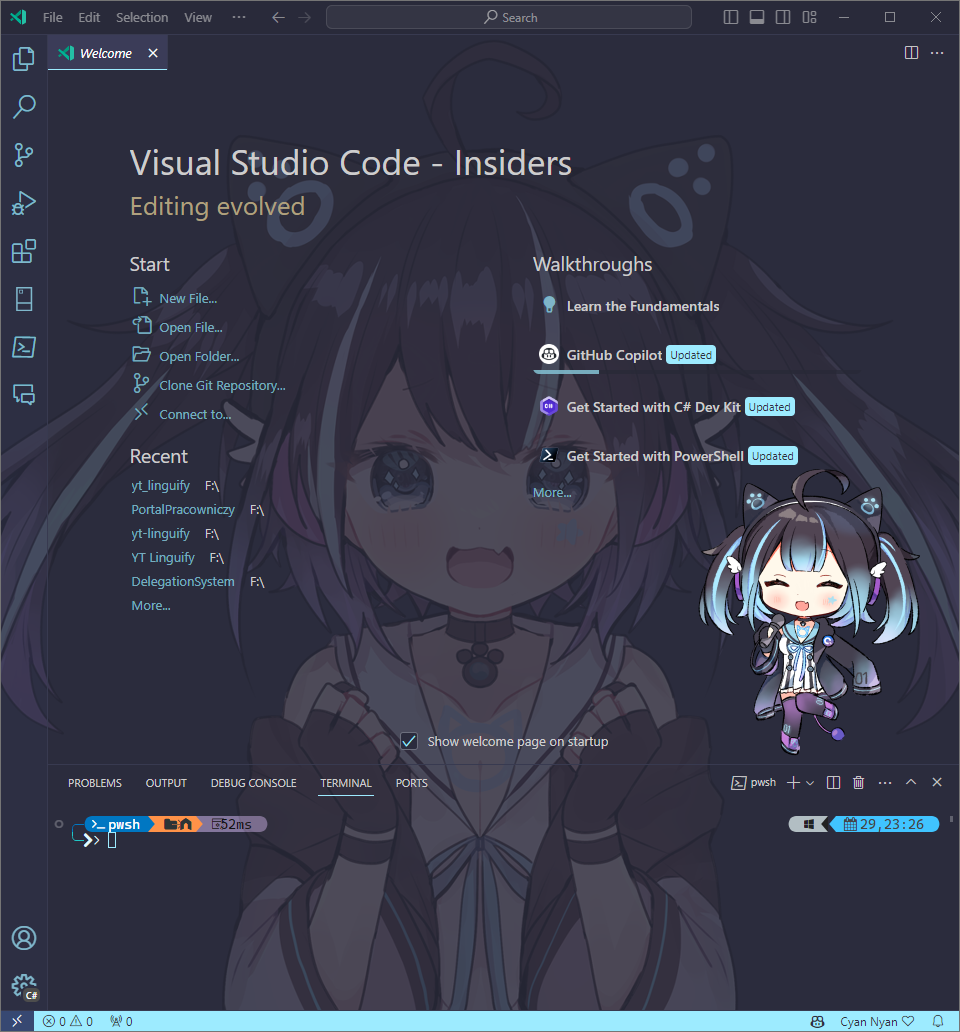 File Edit Selection View ··· Search
Welcome
Visual Studio Code - Insiders
Editing evolved
Start
New File...
Open File...
Open Folder...
Clone Git Repository...
Connect to...
Recent
yt_linguify F:\
PortalPracowniczy F:\
yt-linguify F:\
YT Linguify F:\
DelegationSystem F:\
More...
Walkthroughs
Learn the Fundamentals
GitHub Copilot Updated
Get Started with C# Dev Kit Updated
Get Started with PowerShell Updated
More...
01
01
Show welcome page on startup
PROBLEMS OUTPUT DEBUG CONSOLE TERMINAL PORTS pwsh
pwsh 52ms 29,23:26
C#
0 0 0 Cyan Nyan ♡